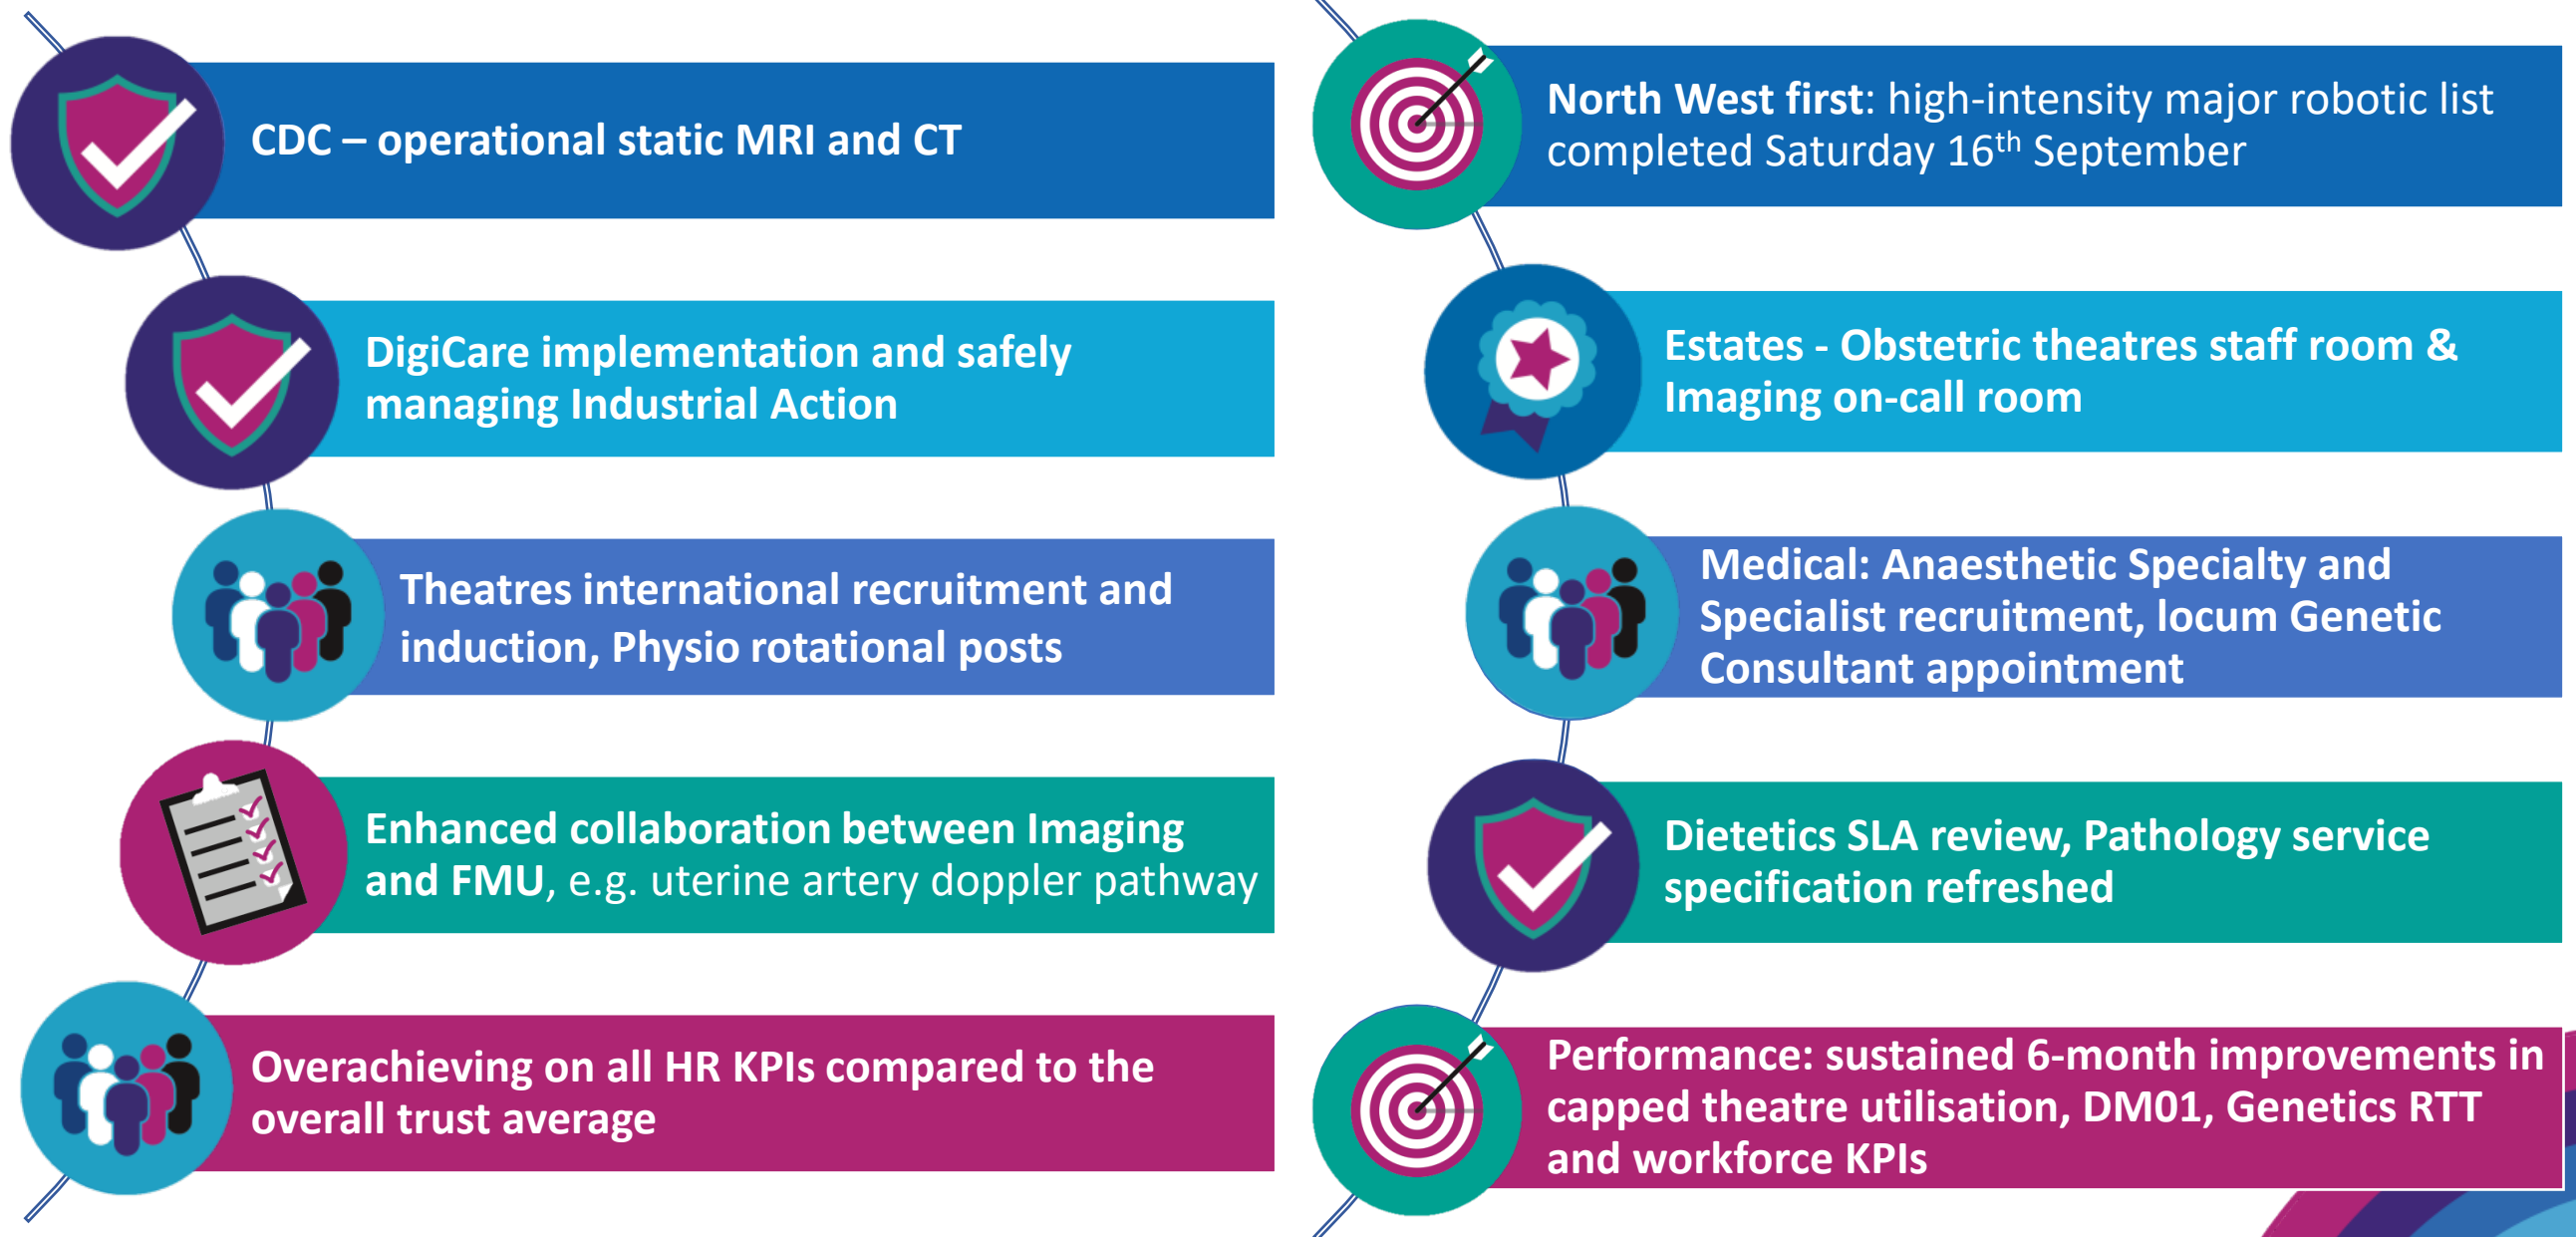 CDC – operational static MRI and CT
DigiCare implementation and safely
managing Industrial Action
Theatres international recruitment and
induction, Physio rotational posts
Enhanced collaboration between Imaging
and FMU, e.g. uterine artery doppler pathway
Overachieving on all HR KPIs compared to the
overall trust average
North West first: high-intensity major robotic list
completed Saturday 16th September
Estates - Obstetric theatres staff room &
Imaging on-call room
Medical: Anaesthetic Specialty and
Specialist recruitment, locum Genetic
Consultant appointment
Dietetics SLA review, Pathology service
specification refreshed
Performance: sustained 6-month improvements in
capped theatre utilisation, DM01, Genetics RTT
and workforce KPIs